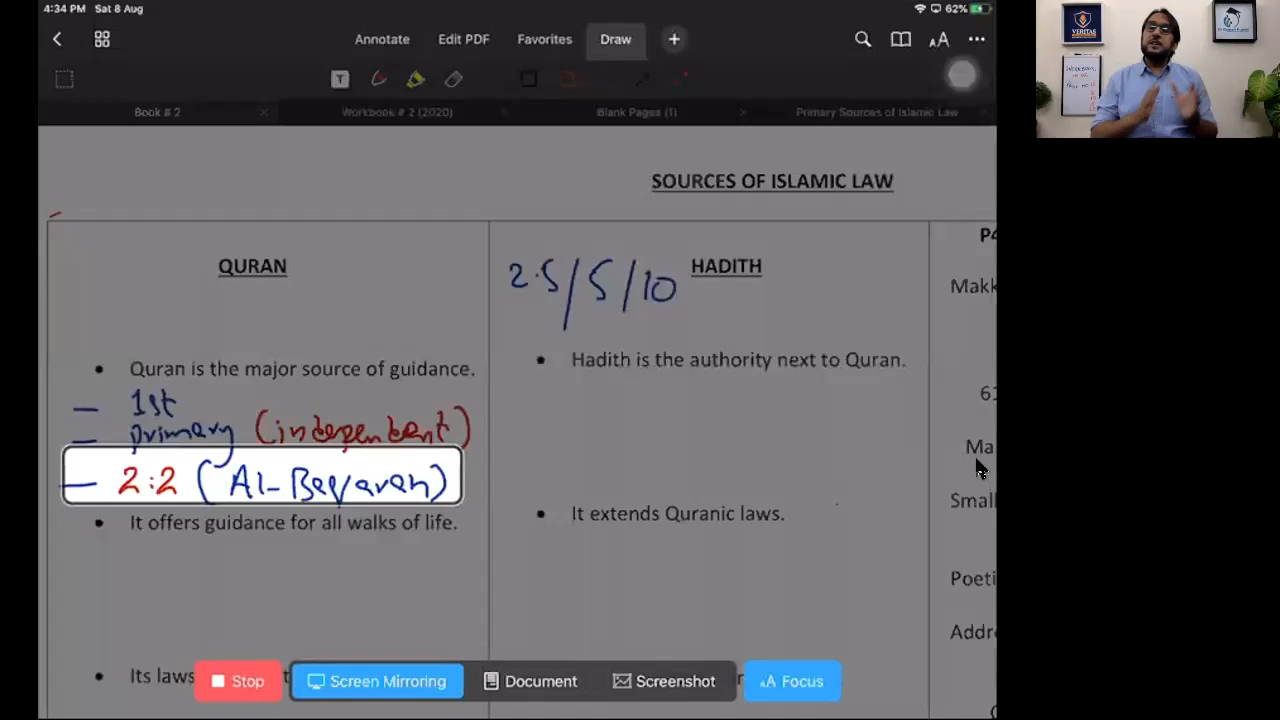 4:34 PM Sat 8 Aug 62%
Annotate Edit PDF Favorites Draw
Book # 2 Workbook # 2 (2020) Blank Pages (1) Primary Sources of Islamic Law
VERITAS
SOURCES OF ISLAMIC LAW
QURAN
• Quran is the major source of guidance.
— 1st
— primary (independent)
— 2:2 (Al-Baqarah)
• It offers guidance for all walks of life.
• Its laws
2.5/5/10 HADITH
• Hadith is the authority next to Quran.
• It extends Quranic laws.
Makk
61
Ma
Small
Poeti
Addre
Stop Screen Mirroring Document Screenshot Focus